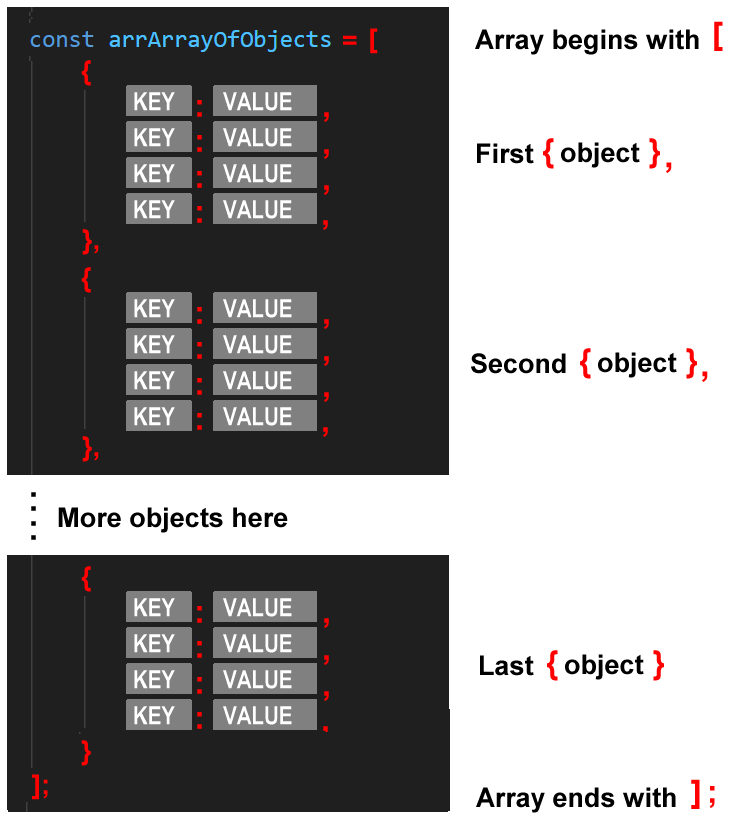 const arrArrayOfObjects = [ Array begins with [
{
KEY : VALUE ,
KEY : VALUE ,
First { object },
KEY : VALUE ,
KEY : VALUE ,
},
{
KEY : VALUE ,
KEY : VALUE ,
Second { object },
KEY : VALUE ,
KEY : VALUE ,
},
More objects here
{
KEY : VALUE ,
KEY : VALUE ,
Last { object }
KEY : VALUE ,
KEY : VALUE ,
}
]; Array ends with ];